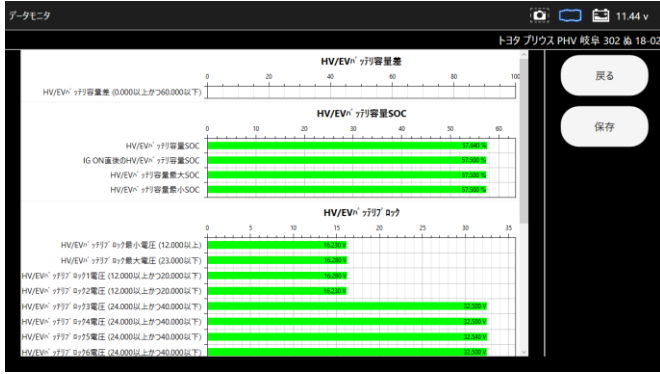 データモニタ
11.44 v
トヨタ プリウス PHV 岐阜 302 ぬ 18-02
HV/EVバッテリ容量差
0 20 40 60 80 100
HV/EVバッテリ容量差 (0.000以上かつ60.000以下)
HV/EVバッテリ容量SOC
0 10 20 30 40 50 60
HV/EVバッテリ容量SOC 57.640 %
IG ON直後のHV/EVバッテリ容量SOC 57.500 %
HV/EVバッテリ容量最大SOC 57.500 %
HV/EVバッテリ容量最小SOC 57.500 %
HV/EVバッテリブロック
0 5 10 15 20 25 30 35
HV/EVバッテリブロック最小電圧 (12.000以上) 16.230 V
HV/EVバッテリブロック最大電圧 (23.000以下) 16.260 V
HV/EVバッテリブロック1電圧 (12.000以上かつ20.000以下) 16.260 V
HV/EVバッテリブロック2電圧 (12.000以上かつ20.000以下) 16.230 V
HV/EVバッテリブロック3電圧 (24.000以上かつ40.000以下) 32.500 V
HV/EVバッテリブロック4電圧 (24.000以上かつ40.000以下) 32.500 V
HV/EVバッテリブロック5電圧 (24.000以上かつ40.000以下) 32.540 V
HV/EVバッテリブロック6電圧 (24.000以上かつ40.000以下) 32.500 V
戻る
保存